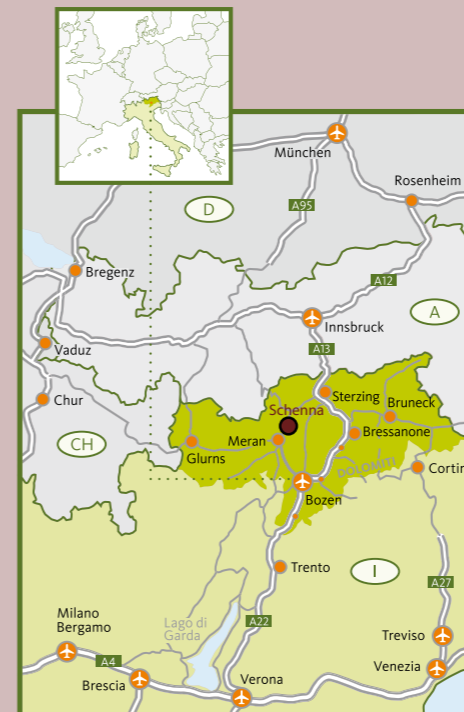 München
Rosenheim
D
A95
Bregenz
A12
A
Innsbruck
Vaduz
A13
Sterzing
Chur
Bruneck
Schenna
CH
Meran
Bressanone
Glurns
DOLOMITI
Cortin
Bozen
Trento
I
A27
Milano
Bergamo
Lago di
Garda
A22
Treviso
A4
Venezia
Brescia
Verona